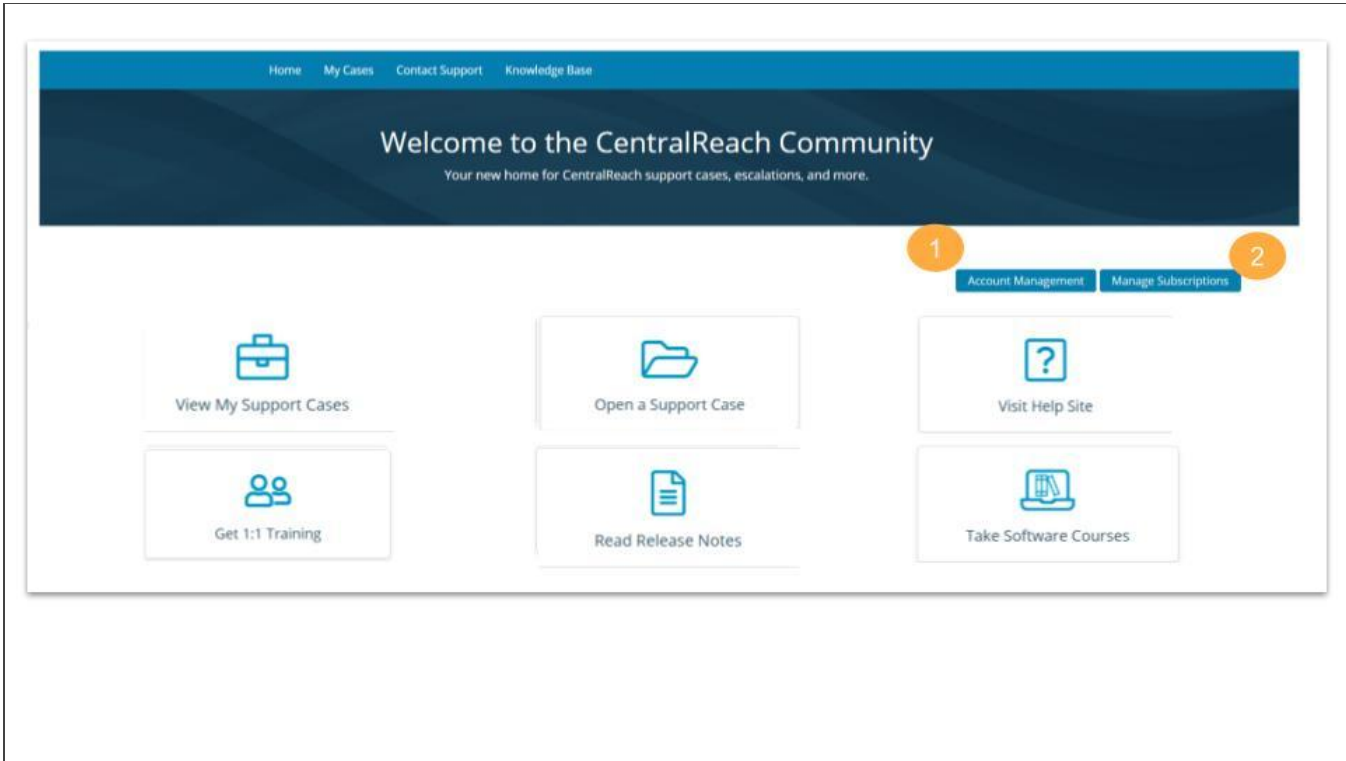 Home My Cases Contact Support Knowledge Base
Welcome to the CentralReach Community
Your new home for CentralReach support cases, escalations, and more.
1
2
Account Management Manage Subscriptions
View My Support Cases
Open a Support Case
Visit Help Site
Get 1:1 Training
Read Release Notes
Take Software Courses